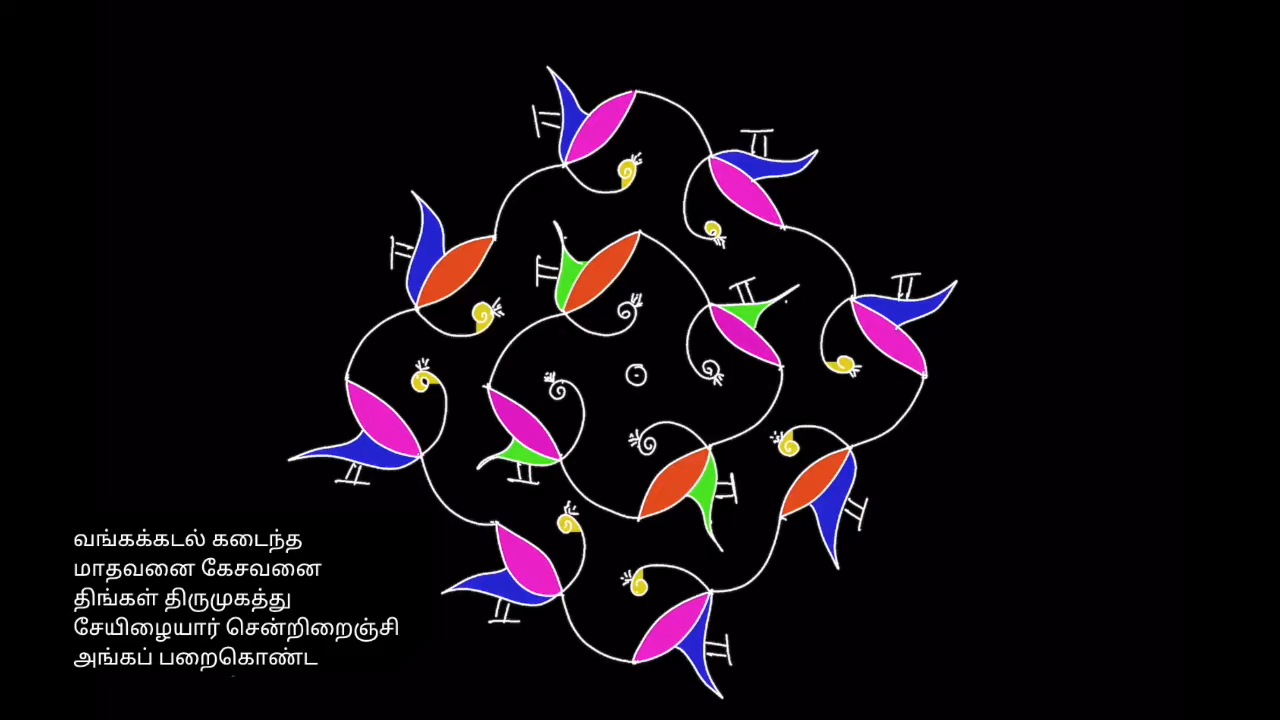 வங்கக்கடல் கடைந்த
மாதவனை கேசவனை
திங்கள் திருமுகத்து
சேயிழையார் சென்றிறைஞ்சி
அங்கப் பறைகொண்ட